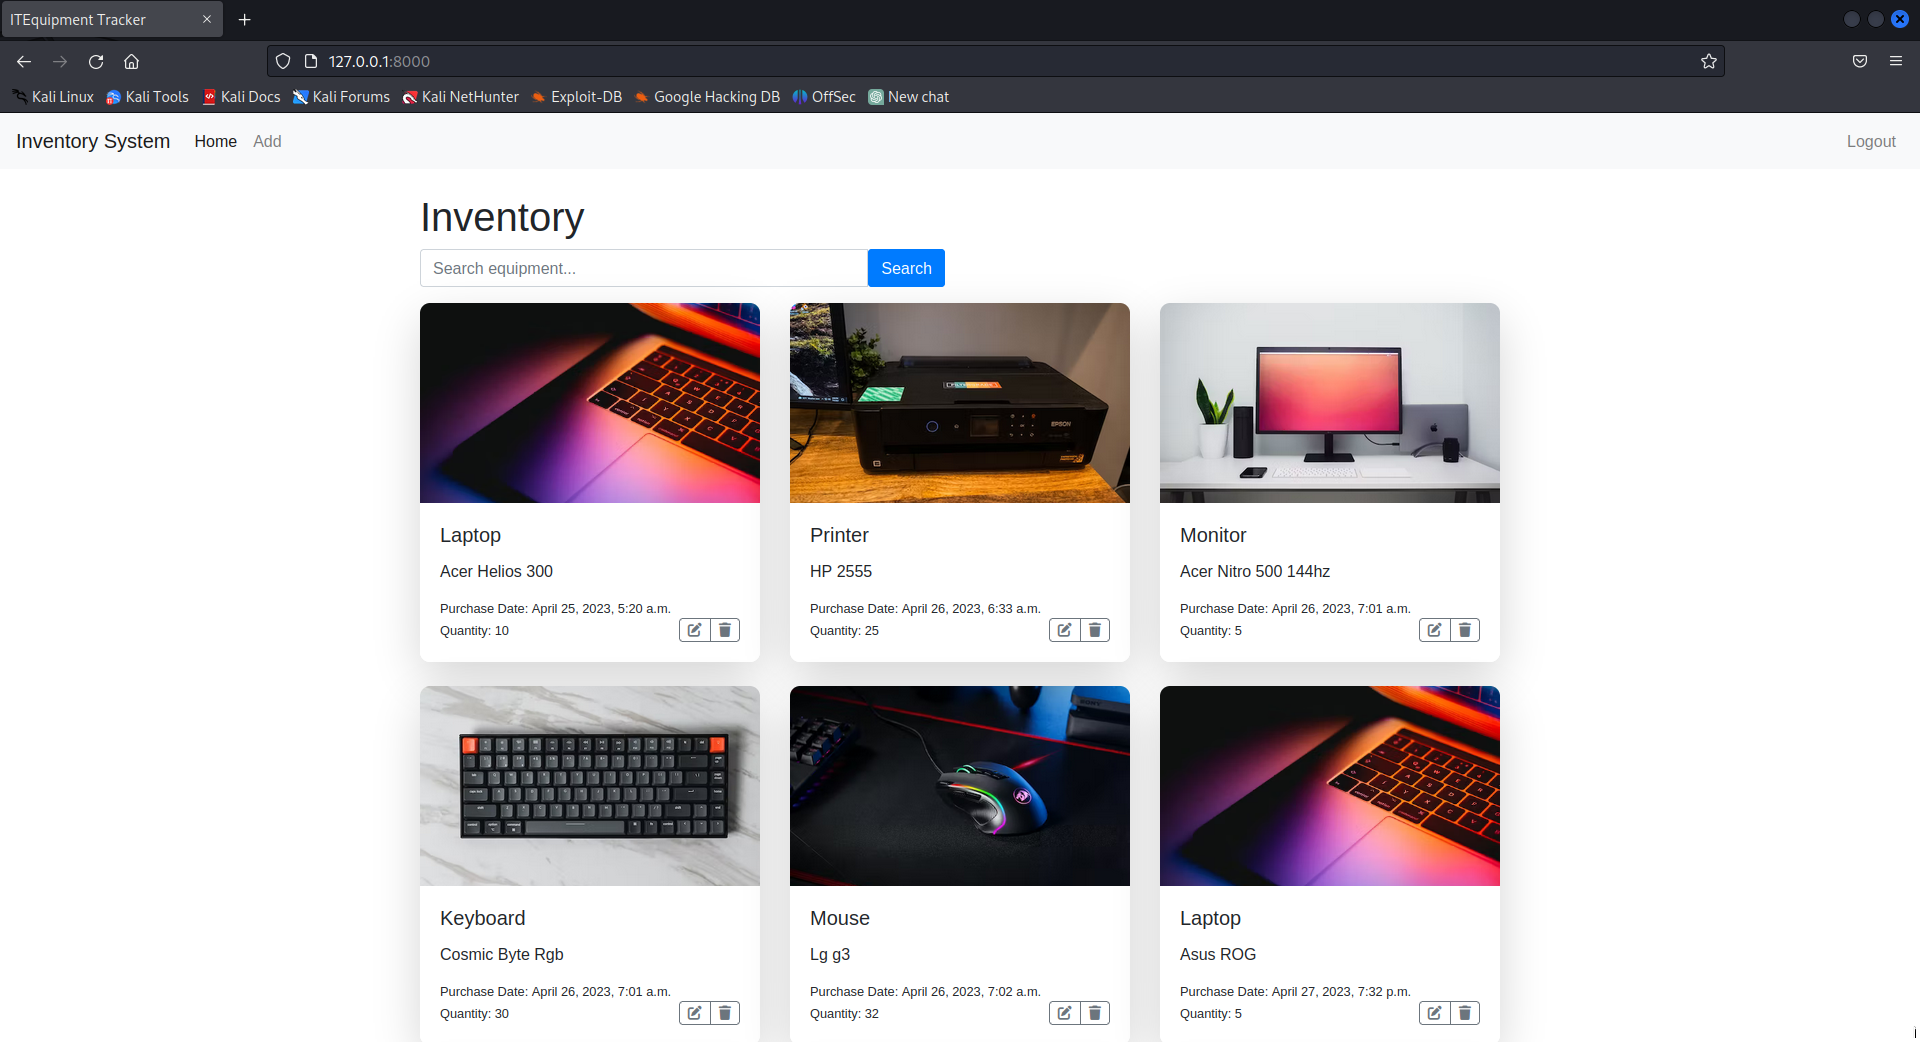 ITEquipment Tracker
127.0.0.1:8000
Kali Linux Kali Tools Kali Docs Kali Forums Kali NetHunter Exploit-DB Google Hacking DB OffSec New chat
Inventory System Home Add Logout
Inventory
Search equipment... Search
EPSON
Laptop
Acer Helios 300
Purchase Date: April 25, 2023, 5:20 a.m.
Quantity: 10
Printer
HP 2555
Purchase Date: April 26, 2023, 6:33 a.m.
Quantity: 25
Monitor
Acer Nitro 500 144hz
Purchase Date: April 26, 2023, 7:01 a.m.
Quantity: 5
Keyboard
Cosmic Byte Rgb
Purchase Date: April 26, 2023, 7:01 a.m.
Quantity: 30
Mouse
Lg g3
Purchase Date: April 26, 2023, 7:02 a.m.
Quantity: 32
Laptop
Asus ROG
Purchase Date: April 27, 2023, 7:32 p.m.
Quantity: 5